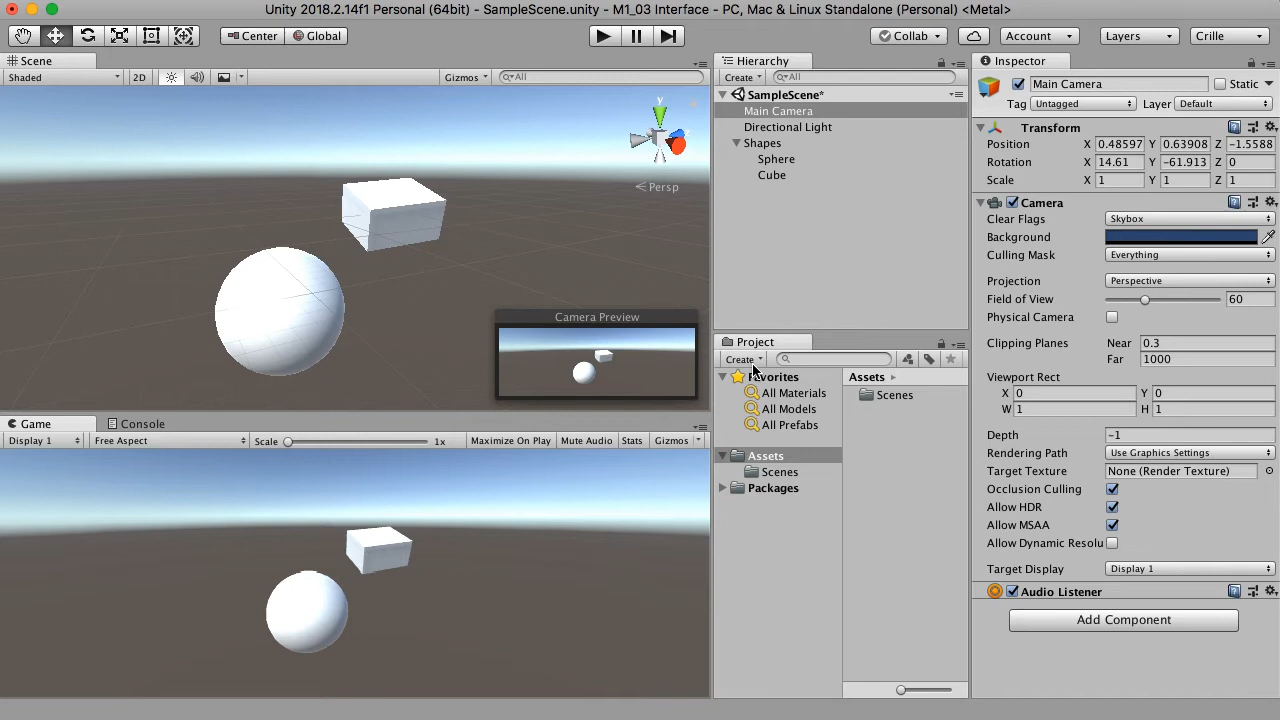 Unity 2018.2.14f1 Personal (64bit) - SampleScene.unity - M1_03 Interface - PC, Mac & Linux Standalone (Personal) <Metal>
Center Global Collab Account Layers Crille
Scene
Shaded 2D Gizmos All
y
Persp
Camera Preview
Game Console
Display 1 Free Aspect Scale 1x Maximize On Play Mute Audio Stats Gizmos
Hierarchy
Create All
SampleScene*
Main Camera
Directional Light
Shapes
Sphere
Cube
Project
Create
Favorites
All Materials
All Models
All Prefabs
Assets
Scenes
Packages
Assets
Scenes
Inspector
Main Camera Static
Tag Untagged Layer Default
Transform
Position X 0.48597 Y 0.63908 Z -1.5588
Rotation X 14.61 Y -61.913 Z 0
Scale X 1 Y 1 Z 1
Camera
Clear Flags Skybox
Background
Culling Mask Everything
Projection Perspective
Field of View 60
Physical Camera
Clipping Planes Near 0.3
Far 1000
Viewport Rect
X 0 Y 0
W 1 H 1
Depth -1
Rendering Path Use Graphics Settings
Target Texture None (Render Texture)
Occlusion Culling
Allow HDR
Allow MSAA
Allow Dynamic Resolu
Target Display Display 1
Audio Listener
Add Component